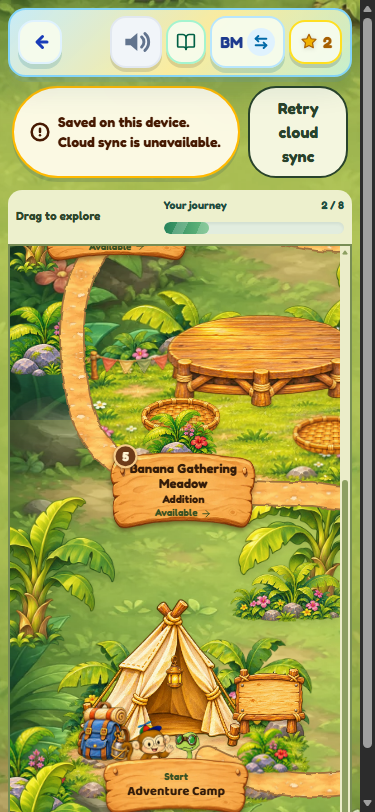 BM
2
Saved on this device.
Cloud sync is unavailable.
Retry
cloud
sync
Drag to explore
Your journey
2 / 8
Available →
5
Banana Gathering
Meadow
Addition
Available →
Start
Adventure Camp